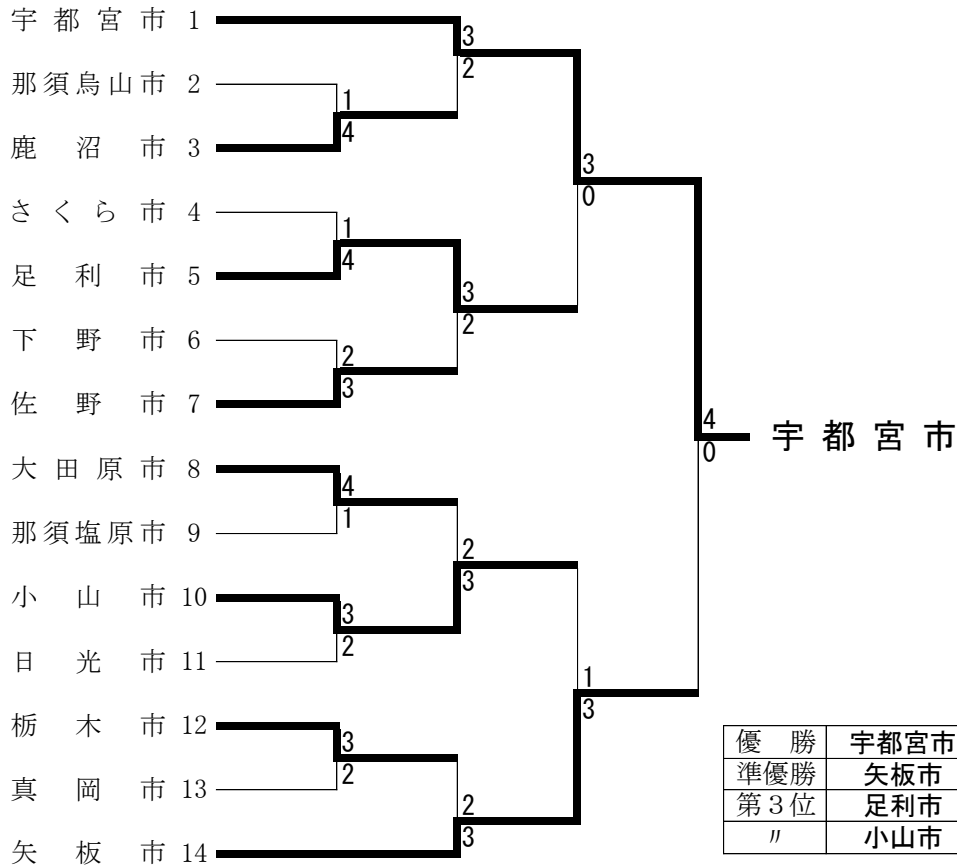 宇都宮市 1
3
2
那須烏山市 2
1
4
鹿沼市 3
3
0
さくら市 4
1
4
足利市 5
3
2
下野市 6
2
3
佐野市 7
4
0
宇都宮市
大田原市 8
4
1
那須塩原市 9
2
3
小山市 10
3
2
日光市 11
1
3
栃木市 12
3
2
真岡市 13
2
3
矢板市 14
優勝 宇都宮市
準優勝 矢板市
第3位 足利市
〃 小山市